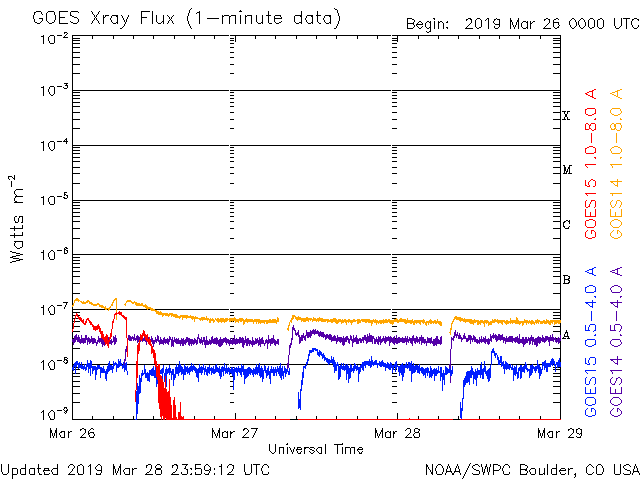 GOES Xray Flux (1-minute data)
Begin: 2019 Mar 26 0000 UTC
10-2
10-3
10-4
10-5
10-6
10-7
10-8
10-9
Watts m-2
X
M
C
B
A
GOES15 1.0-8.0 A
GOES14 1.0-8.0 A
GOES15 0.5-4.0 A
GOES14 0.5-4.0 A
Mar 26
Mar 27
Mar 28
Mar 29
Universal Time
Updated 2019 Mar 28 23:59:12 UTC
NOAA/SWPC Boulder, CO USA